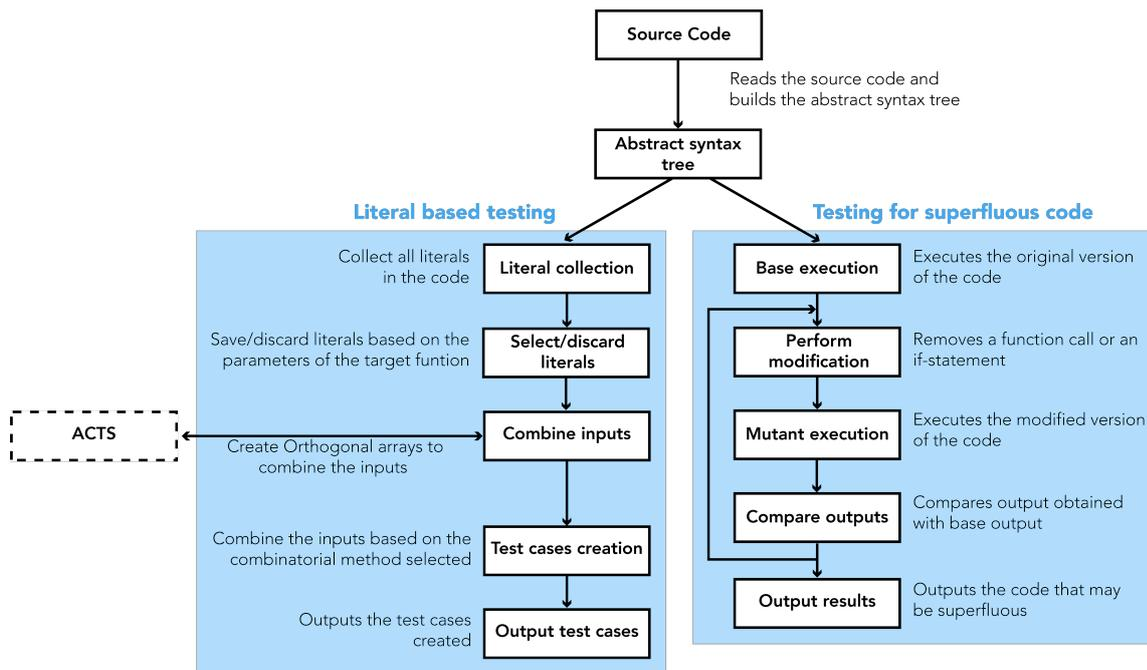 Source Code
Reads the source code and
builds the abstract syntax tree
Abstract syntax
tree
Literal based testing
Collect all literals
in the code
Literal collection
Save/discard literals based on the
parameters of the target funtion
Select/discard
literals
ACTS
Create Orthogonal arrays to
combine the inputs
Combine inputs
Combine the inputs based on the
combinatorial method selected
Test cases creation
Outputs the test cases
created
Output test cases
Testing for superfluous code
Base execution
Executes the original version
of the code
Perform
modification
Removes a function call or an
if-statement
Mutant execution
Executes the modified version
of the code
Compare outputs
Compares output obtained
with base output
Output results
Outputs the code that may
be superfluous